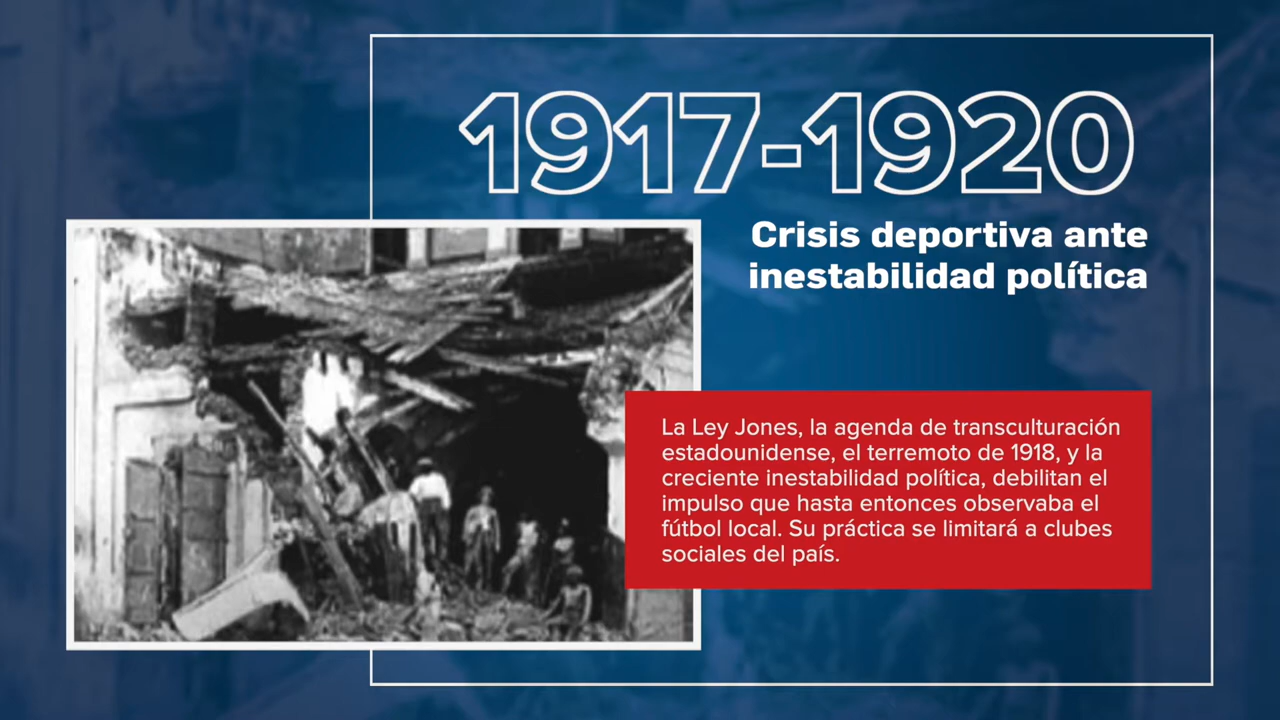 1917-1920
Crisis deportiva ante
inestabilidad política
La Ley Jones, la agenda de transculturación
estadounidense, el terremoto de 1918, y la
creciente inestabilidad política, debilitan el
impulso que hasta entonces observaba el
fútbol local. Su práctica se limitará a clubes
sociales del país.